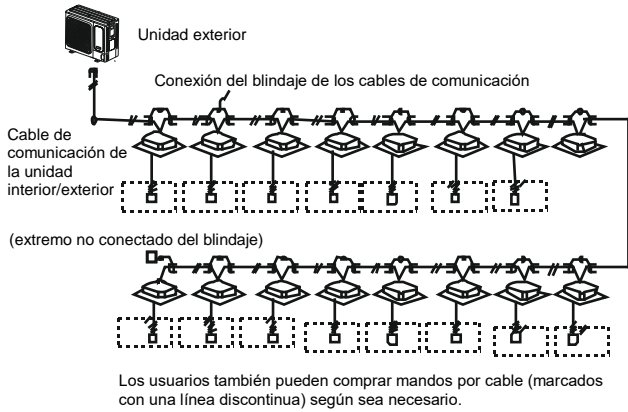 Unidad exterior
Conexión del blindaje de los cables de comunicación
Cable de
comunicación de
la unidad
interior/exterior
(extremo no conectado del blindaje)
Los usuarios también pueden comprar mandos por cable (marcados
con una línea discontinua) según sea necesario.